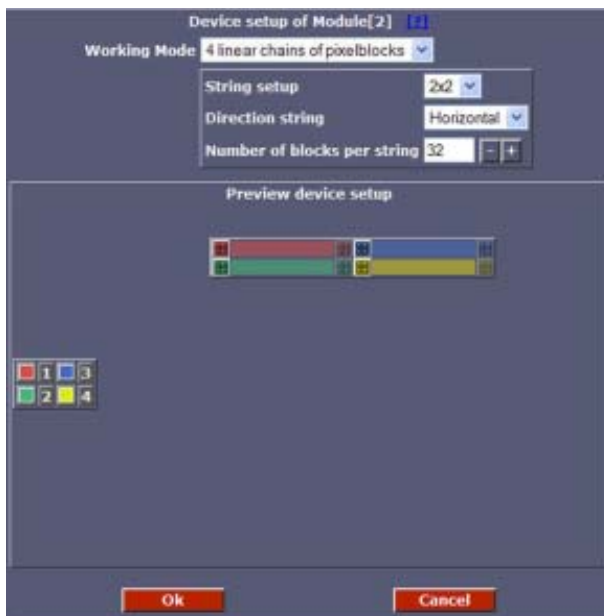 Device setup of Module[2] [?]
Working Mode 4 linear chains of pixelblocks
String setup 2x2
Direction string Horizontal
Number of blocks per string 32 - +
Preview device setup
1 3
2 4
Ok Cancel